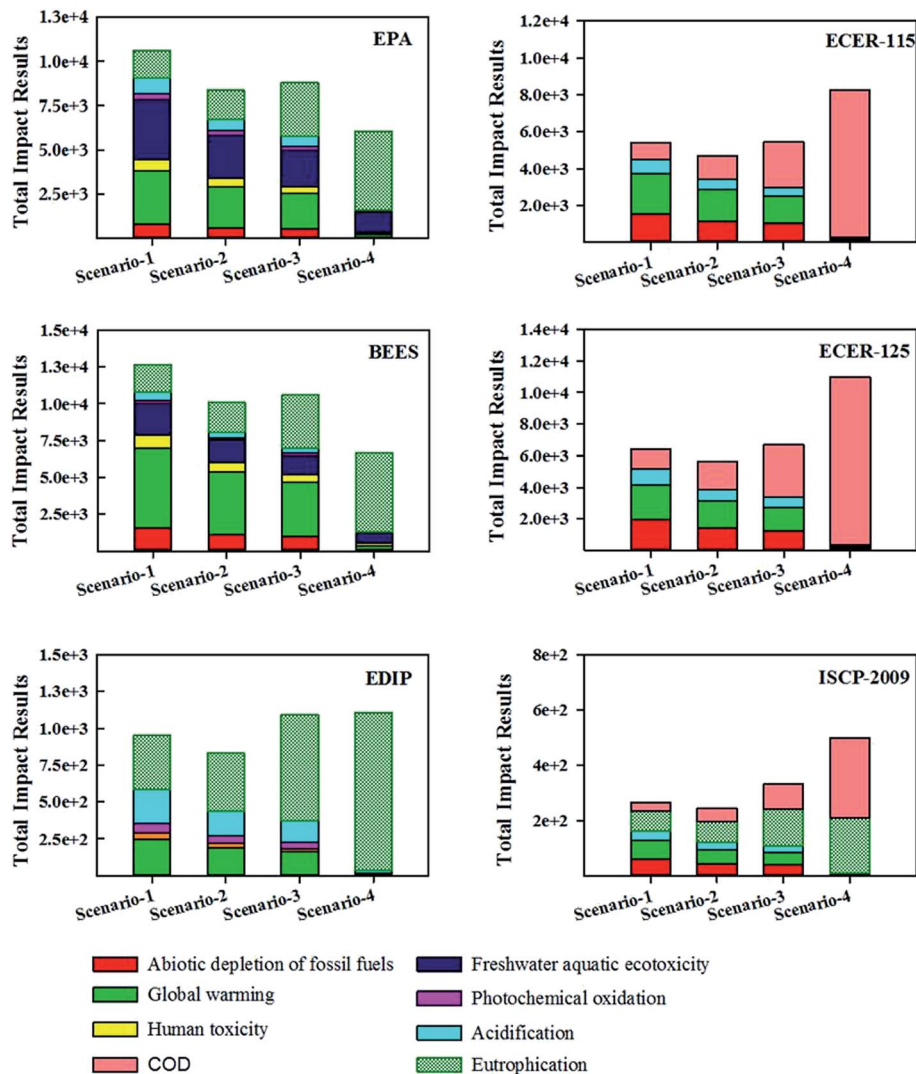 Total Impact Results
EPA
1.3e+4
1.0e+4
7.5e+3
5.0e+3
2.5e+3
Scenario-1
Scenario-2
Scenario-3
Scenario-4
Total Impact Results
ECER-115
1.2e+4
1.0e+4
8.0e+3
6.0e+3
4.0e+3
2.0e+3
Scenario-1
Scenario-2
Scenario-3
Scenario-4
Total Impact Results
BEES
1.5e+4
1.3e+4
1.0e+4
7.5e+3
5.0e+3
2.5e+3
Scenario-1
Scenario-2
Scenario-3
Scenario-4
Total Impact Results
ECER-125
1.4e+4
1.2e+4
1.0e+4
8.0e+3
6.0e+3
4.0e+3
2.0e+3
Scenario-1
Scenario-2
Scenario-3
Scenario-4
Total Impact Results
EDIP
1.5e+3
1.3e+3
1.0e+3
7.5e+2
5.0e+2
2.5e+2
Scenario-1
Scenario-2
Scenario-3
Scenario-4
Total Impact Results
ISCP-2009
8e+2
6e+2
4e+2
2e+2
Scenario-1
Scenario-2
Scenario-3
Scenario-4
Abiotic depletion of fossil fuels
Global warming
Human toxicity
COD
Freshwater aquatic ecotoxicity
Photochemical oxidation
Acidification
Eutrophication